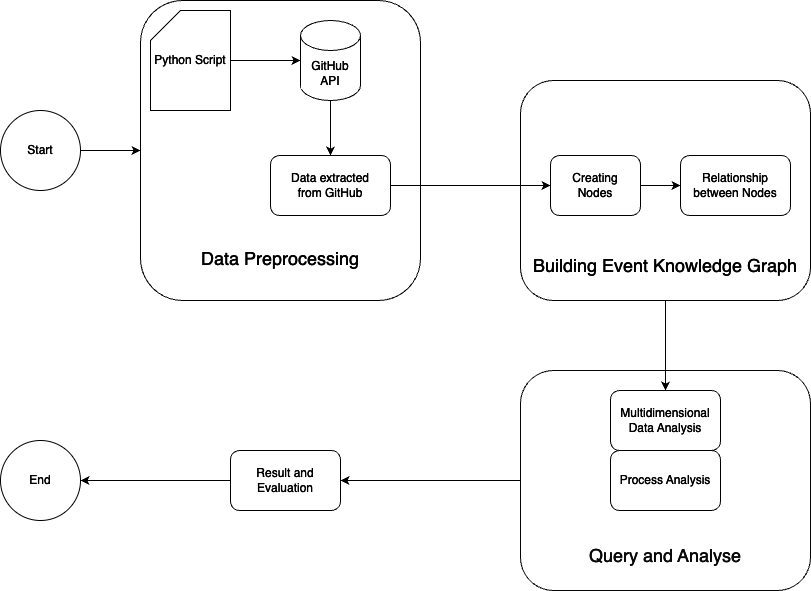 Python Script
GitHub
API
Start
Data extracted
from GitHub
Data Preprocessing
Creating
Nodes
Relationship
between Nodes
Building Event Knowledge Graph
Multidimensional
Data Analysis
Process Analysis
Query and Analyse
Result and
Evaluation
End